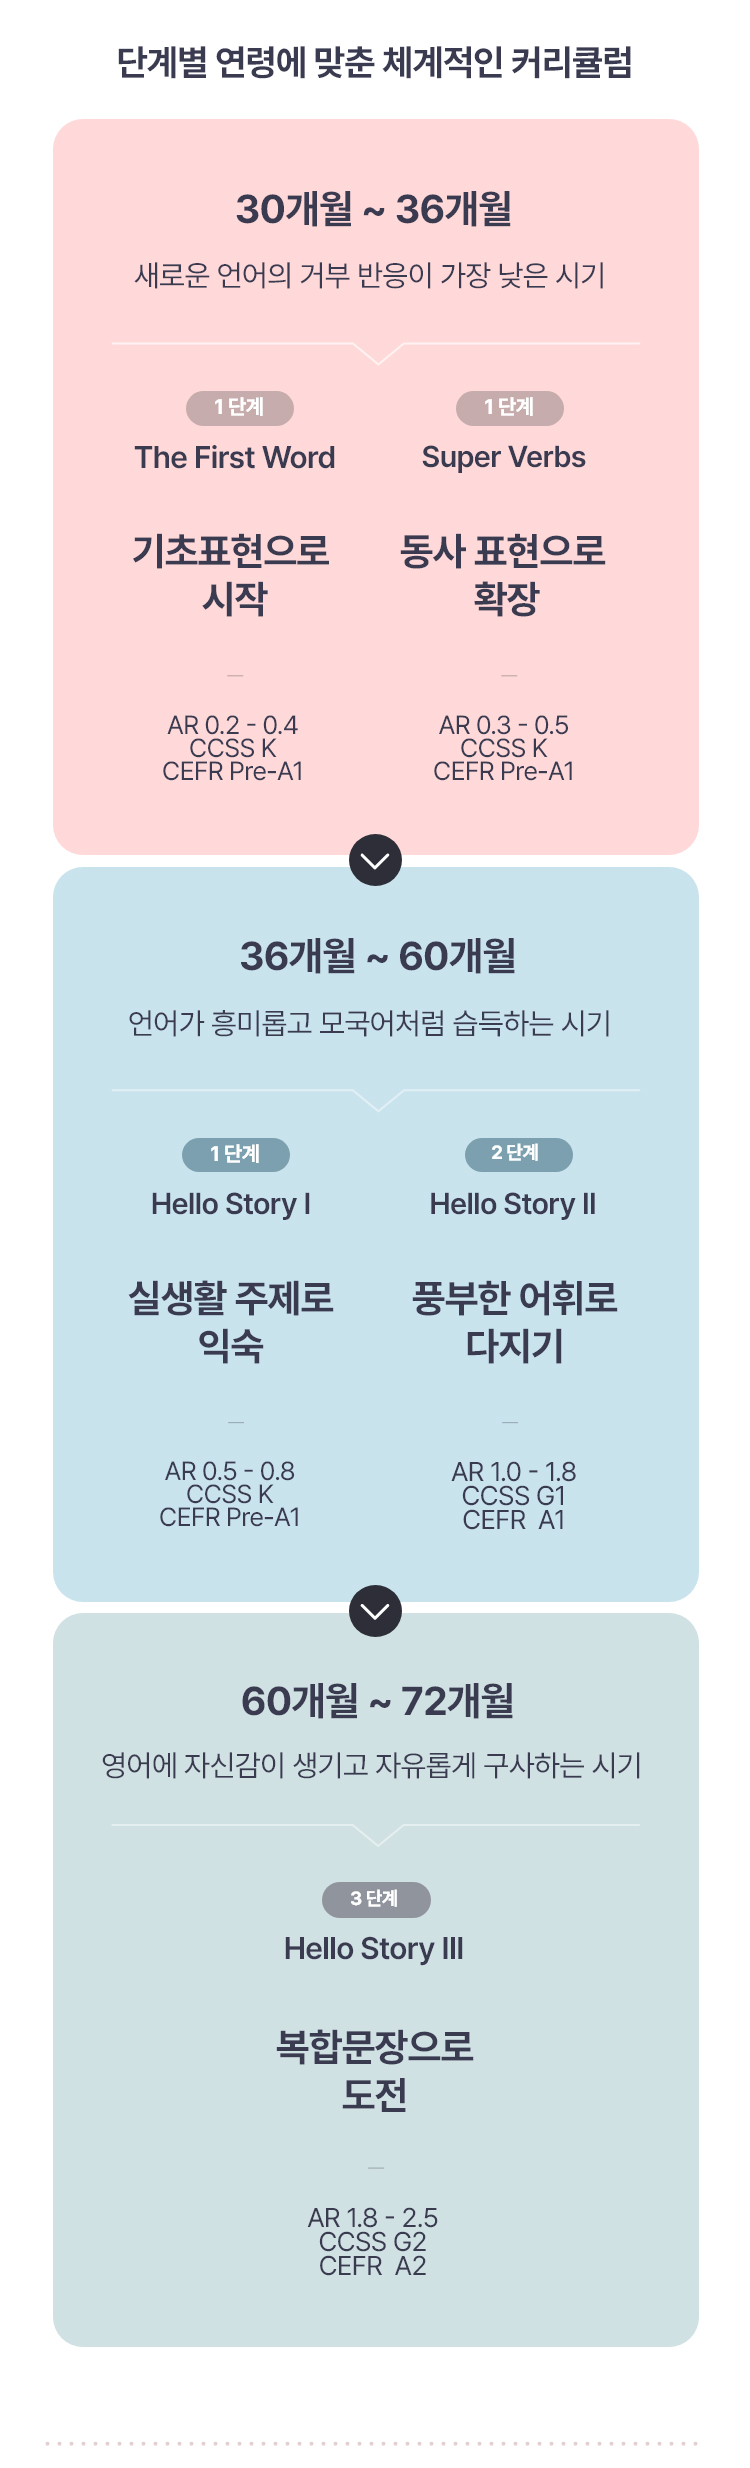 단계별 연령에 맞춘 체계적인 커리큘럼
30개월 ~ 36개월
새로운 언어의 거부 반응이 가장 낮은 시기
1 단계
The First Word
기초표현으로
시작
AR 0.2 - 0.4
CCSS K
CEFR Pre-A1
1 단계
Super Verbs
동사 표현으로
확장
AR 0.3 - 0.5
CCSS K
CEFR Pre-A1
36개월 ~ 60개월
언어가 흥미롭고 모국어처럼 습득하는 시기
1 단계
Hello Story I
실생활 주제로
익숙
AR 0.5 - 0.8
CCSS K
CEFR Pre-A1
2 단계
Hello Story II
풍부한 어휘로
다지기
AR 1.0 - 1.8
CCSS G1
CEFR A1
60개월 ~ 72개월
영어에 자신감이 생기고 자유롭게 구사하는 시기
3 단계
Hello Story III
복합문장으로
도전
AR 1.8 - 2.5
CCSS G2
CEFR A2